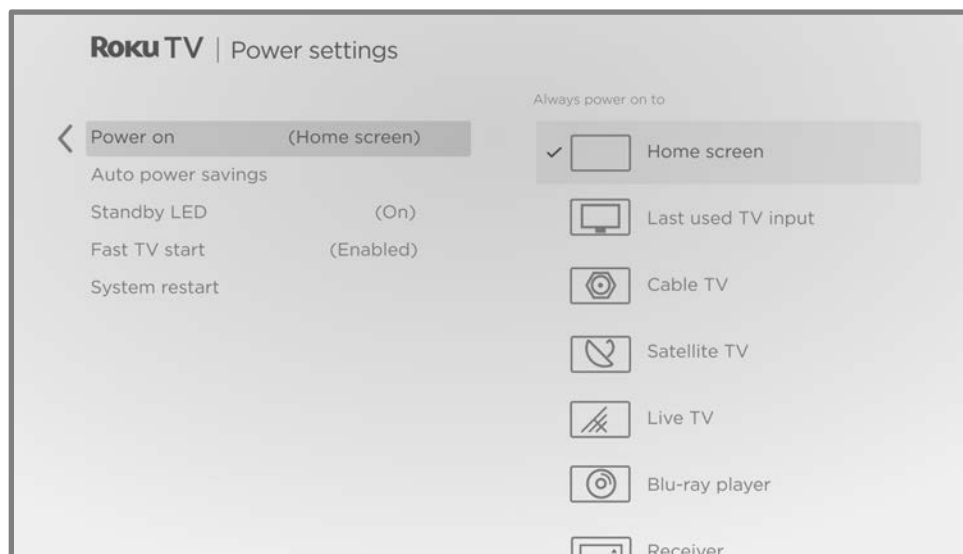 Roku TV | Power settings
Always power on to
Power on (Home screen)
Auto power savings
Standby LED (On)
Fast TV start (Enabled)
System restart
Home screen
Last used TV input
Cable TV
Satellite TV
Live TV
Blu-ray player
Receiver